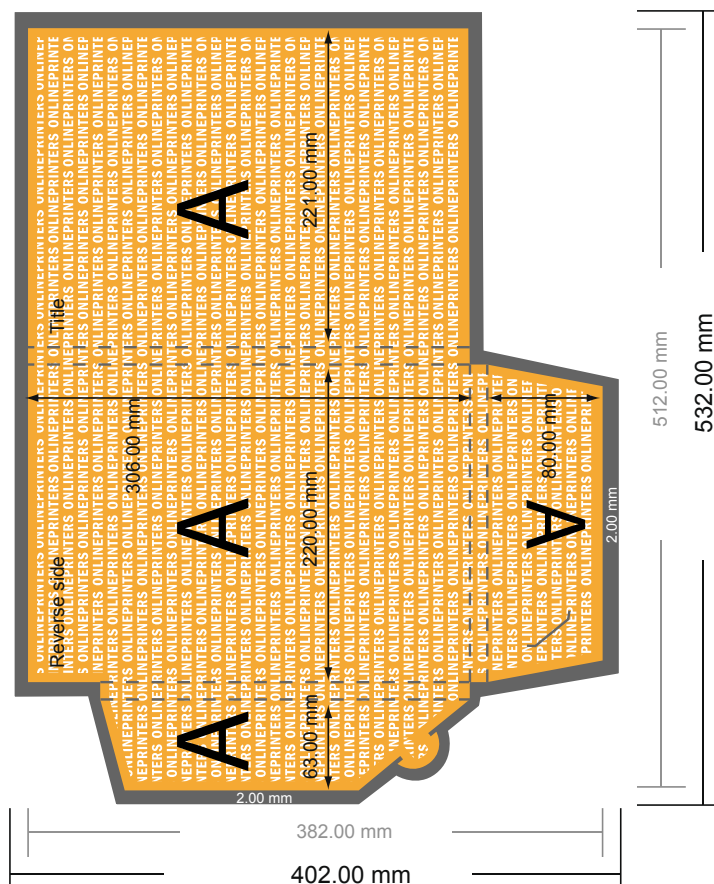 ONLINEPRINTERS ONLINEPRINTERS ONLINEPRINTERS
A
221.00 mm
Title
306.00 mm
A
220.00 mm
Reverse side
80.00 mm
A
2.00 mm
A
63.00 mm
2.00 mm
512.00 mm
532.00 mm
382.00 mm
402.00 mm